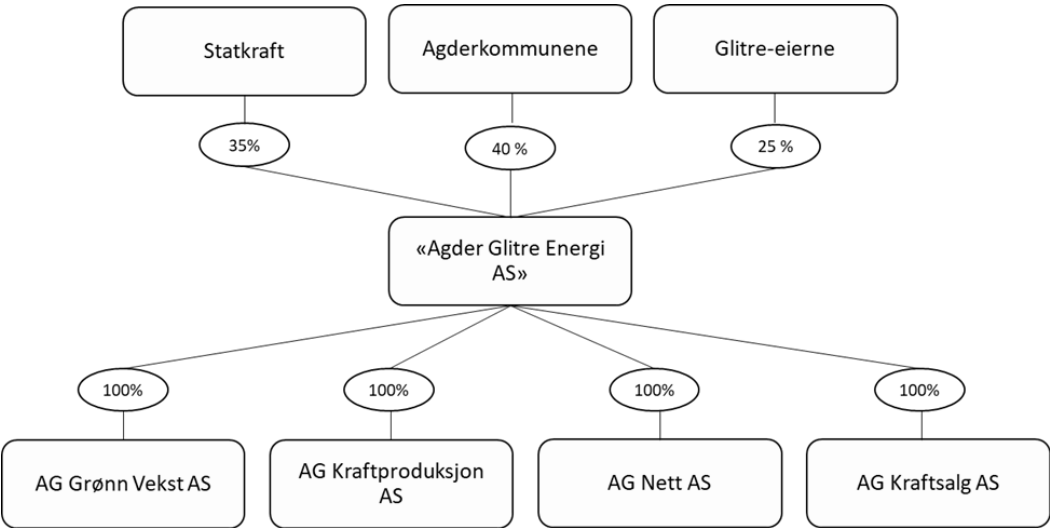 Statkraft
Agderkommunene
Glitre-eierne
35%
40 %
25 %
«Agder Glitre Energi
AS»
100%
100%
100%
100%
AG Grønn Vekst AS
AG Kraftproduksjon
AS
AG Nett AS
AG Kraftsalg AS